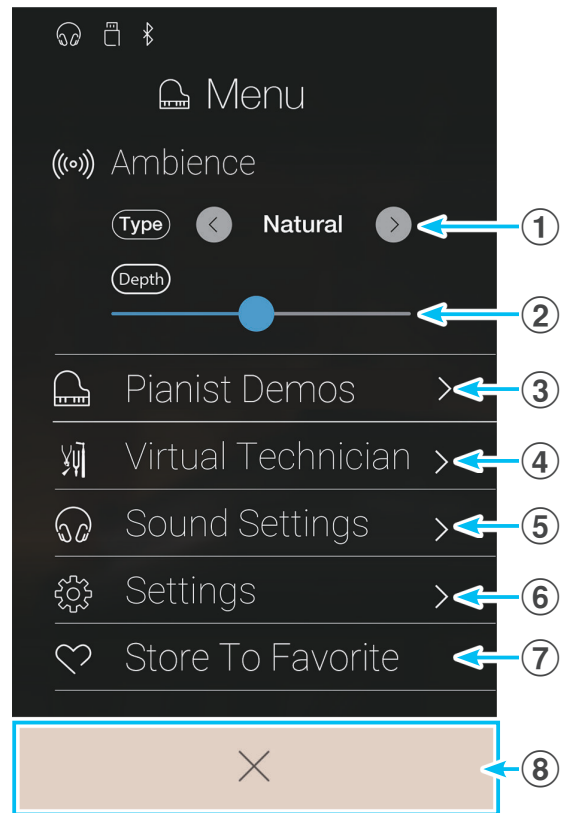 Menu
Ambience
Type Natural ①
Depth
②
Pianist Demos ③
Virtual Technician ④
Sound Settings ⑤
Settings ⑥
Store To Favorite ⑦
⑧